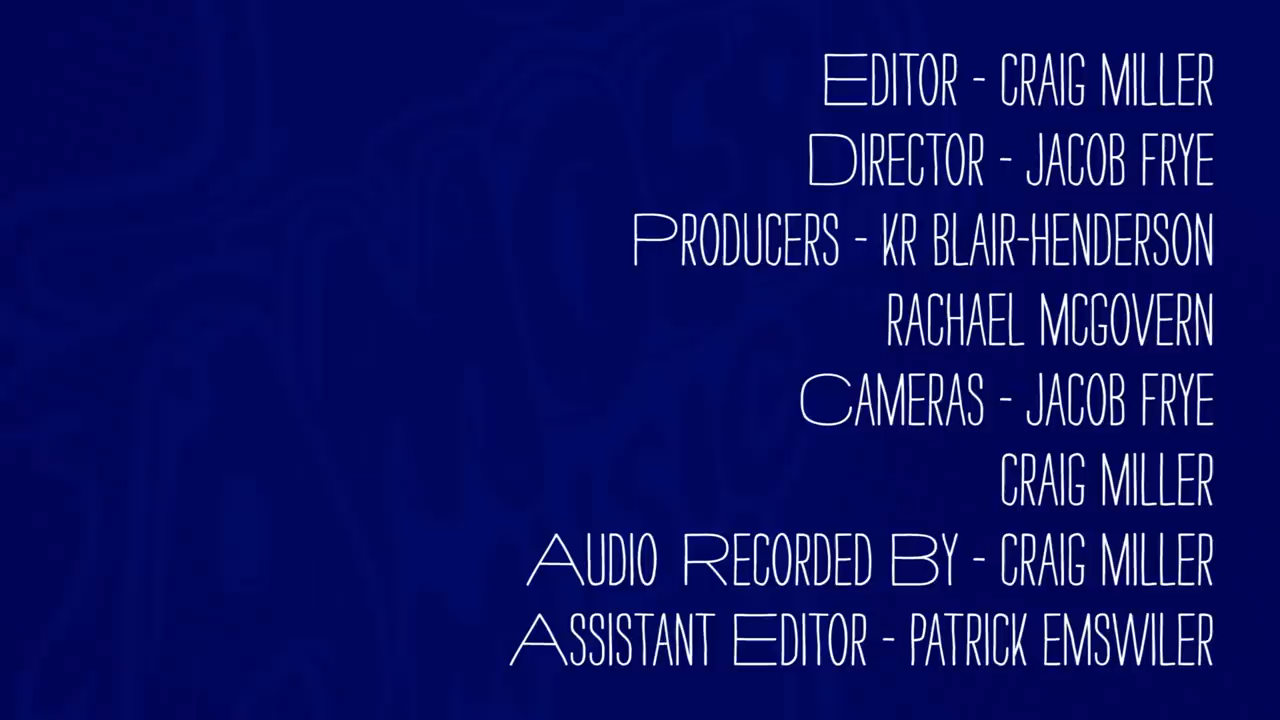 Editor - CRAIG MILLER
Director - JACOB FRYE
Producers - KR BLAIR-HENDERSON
RACHAEL MCGOVERN
Cameras - JACOB FRYE
CRAIG MILLER
Audio Recorded By - CRAIG MILLER
Assistant Editor - PATRICK EMSWILER